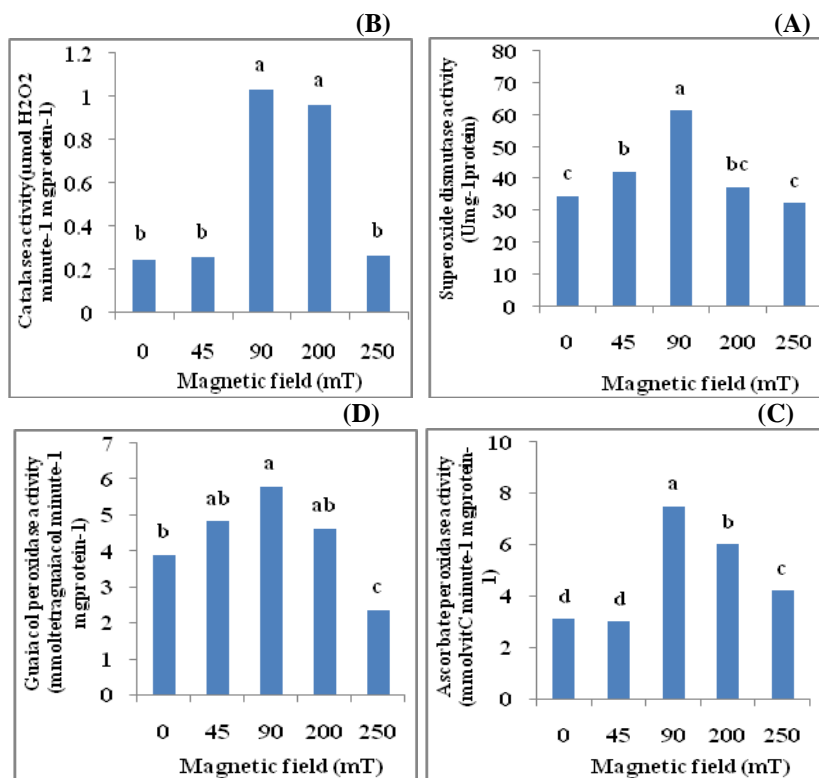 (B)
Catalase activity(umol H2O2
minute-1 mgprotein-1)
1.2
1
0.8
0.6
0.4
0.2
0
b
b
a
a
b
0 45 90 200 250
Magnetic field (mT)
(A)
Superoxide dismutase activity
(Umg-1protein)
80
70
60
50
40
30
20
10
0
c
b
a
bc
c
0 45 90 200 250
Magnetic field (mT)
(D)
Guaiacol peroxidase activity
(mmoltetraguaiacol minute-1
mgprotein-1)
7
6
5
4
3
2
1
0
b
ab
a
ab
c
0 45 90 200 250
Magnetic field (mT)
(C)
Ascorbate peroxidase activity
(mmolvitC minute-1 mgprotein-
1)
10
8
6
4
2
0
d
d
a
b
c
0 45 90 200 250
Magnetic field (mT)